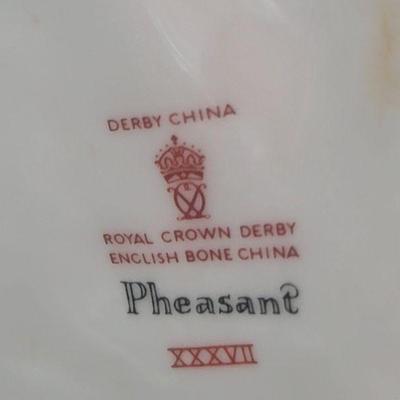 DERBY CHINA
ROYAL CROWN DERBY
ENGLISH BONE CHINA
Pheasant
XXXVII